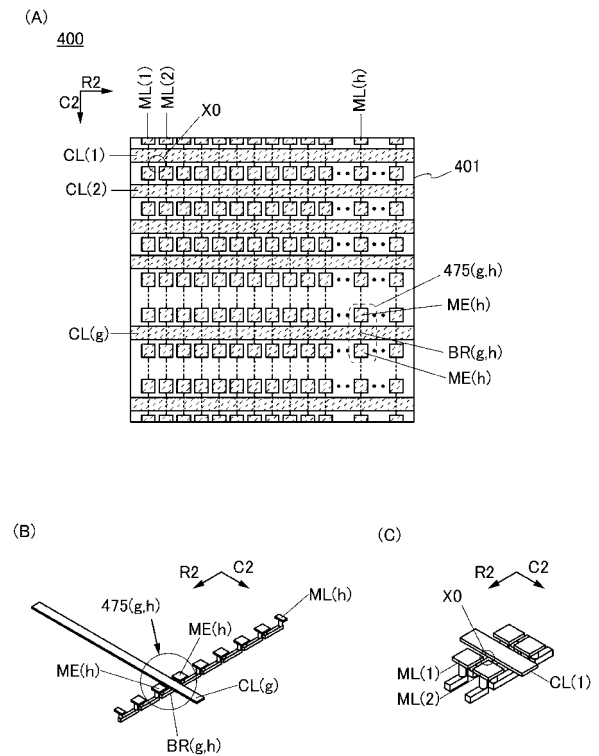 (A)
400
R2
C2
ML(1)
ML(2)
ML(h)
X0
CL(1)
401
CL(2)
475(g,h)
ME(h)
CL(g)
BR(g,h)
ME(h)
(B)
R2
C2
475(g,h)
ML(h)
ME(h)
ME(h)
CL(g)
BR(g,h)
(C)
R2
C2
X0
ML(1)
ML(2)
CL(1)